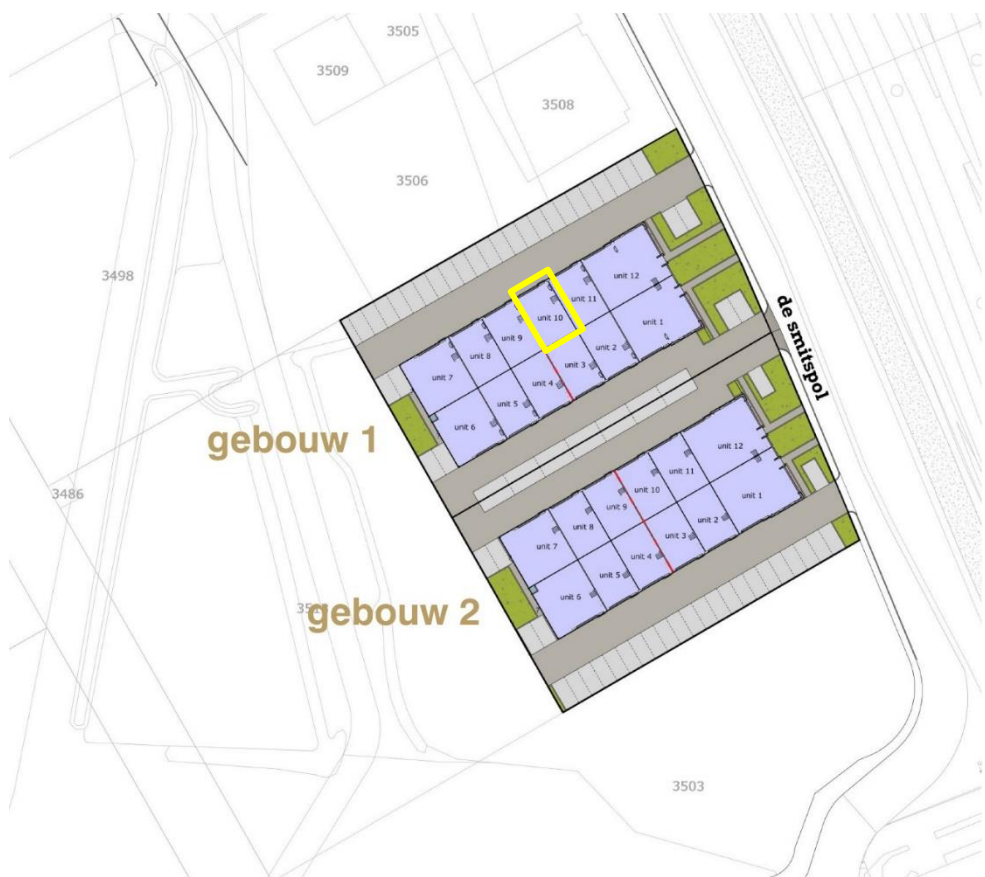 3505
3509
3508
3506
3498
unit 12
unit 11
unit 10
unit 9
unit 8
unit 7
unit 1
unit 2
unit 3
unit 4
unit 5
unit 6
de smitspol
gebouw 1
3486
unit 12
unit 11
unit 10
unit 9
unit 8
unit 7
unit 1
unit 2
unit 3
unit 4
unit 5
unit 6
gebouw 2
3503